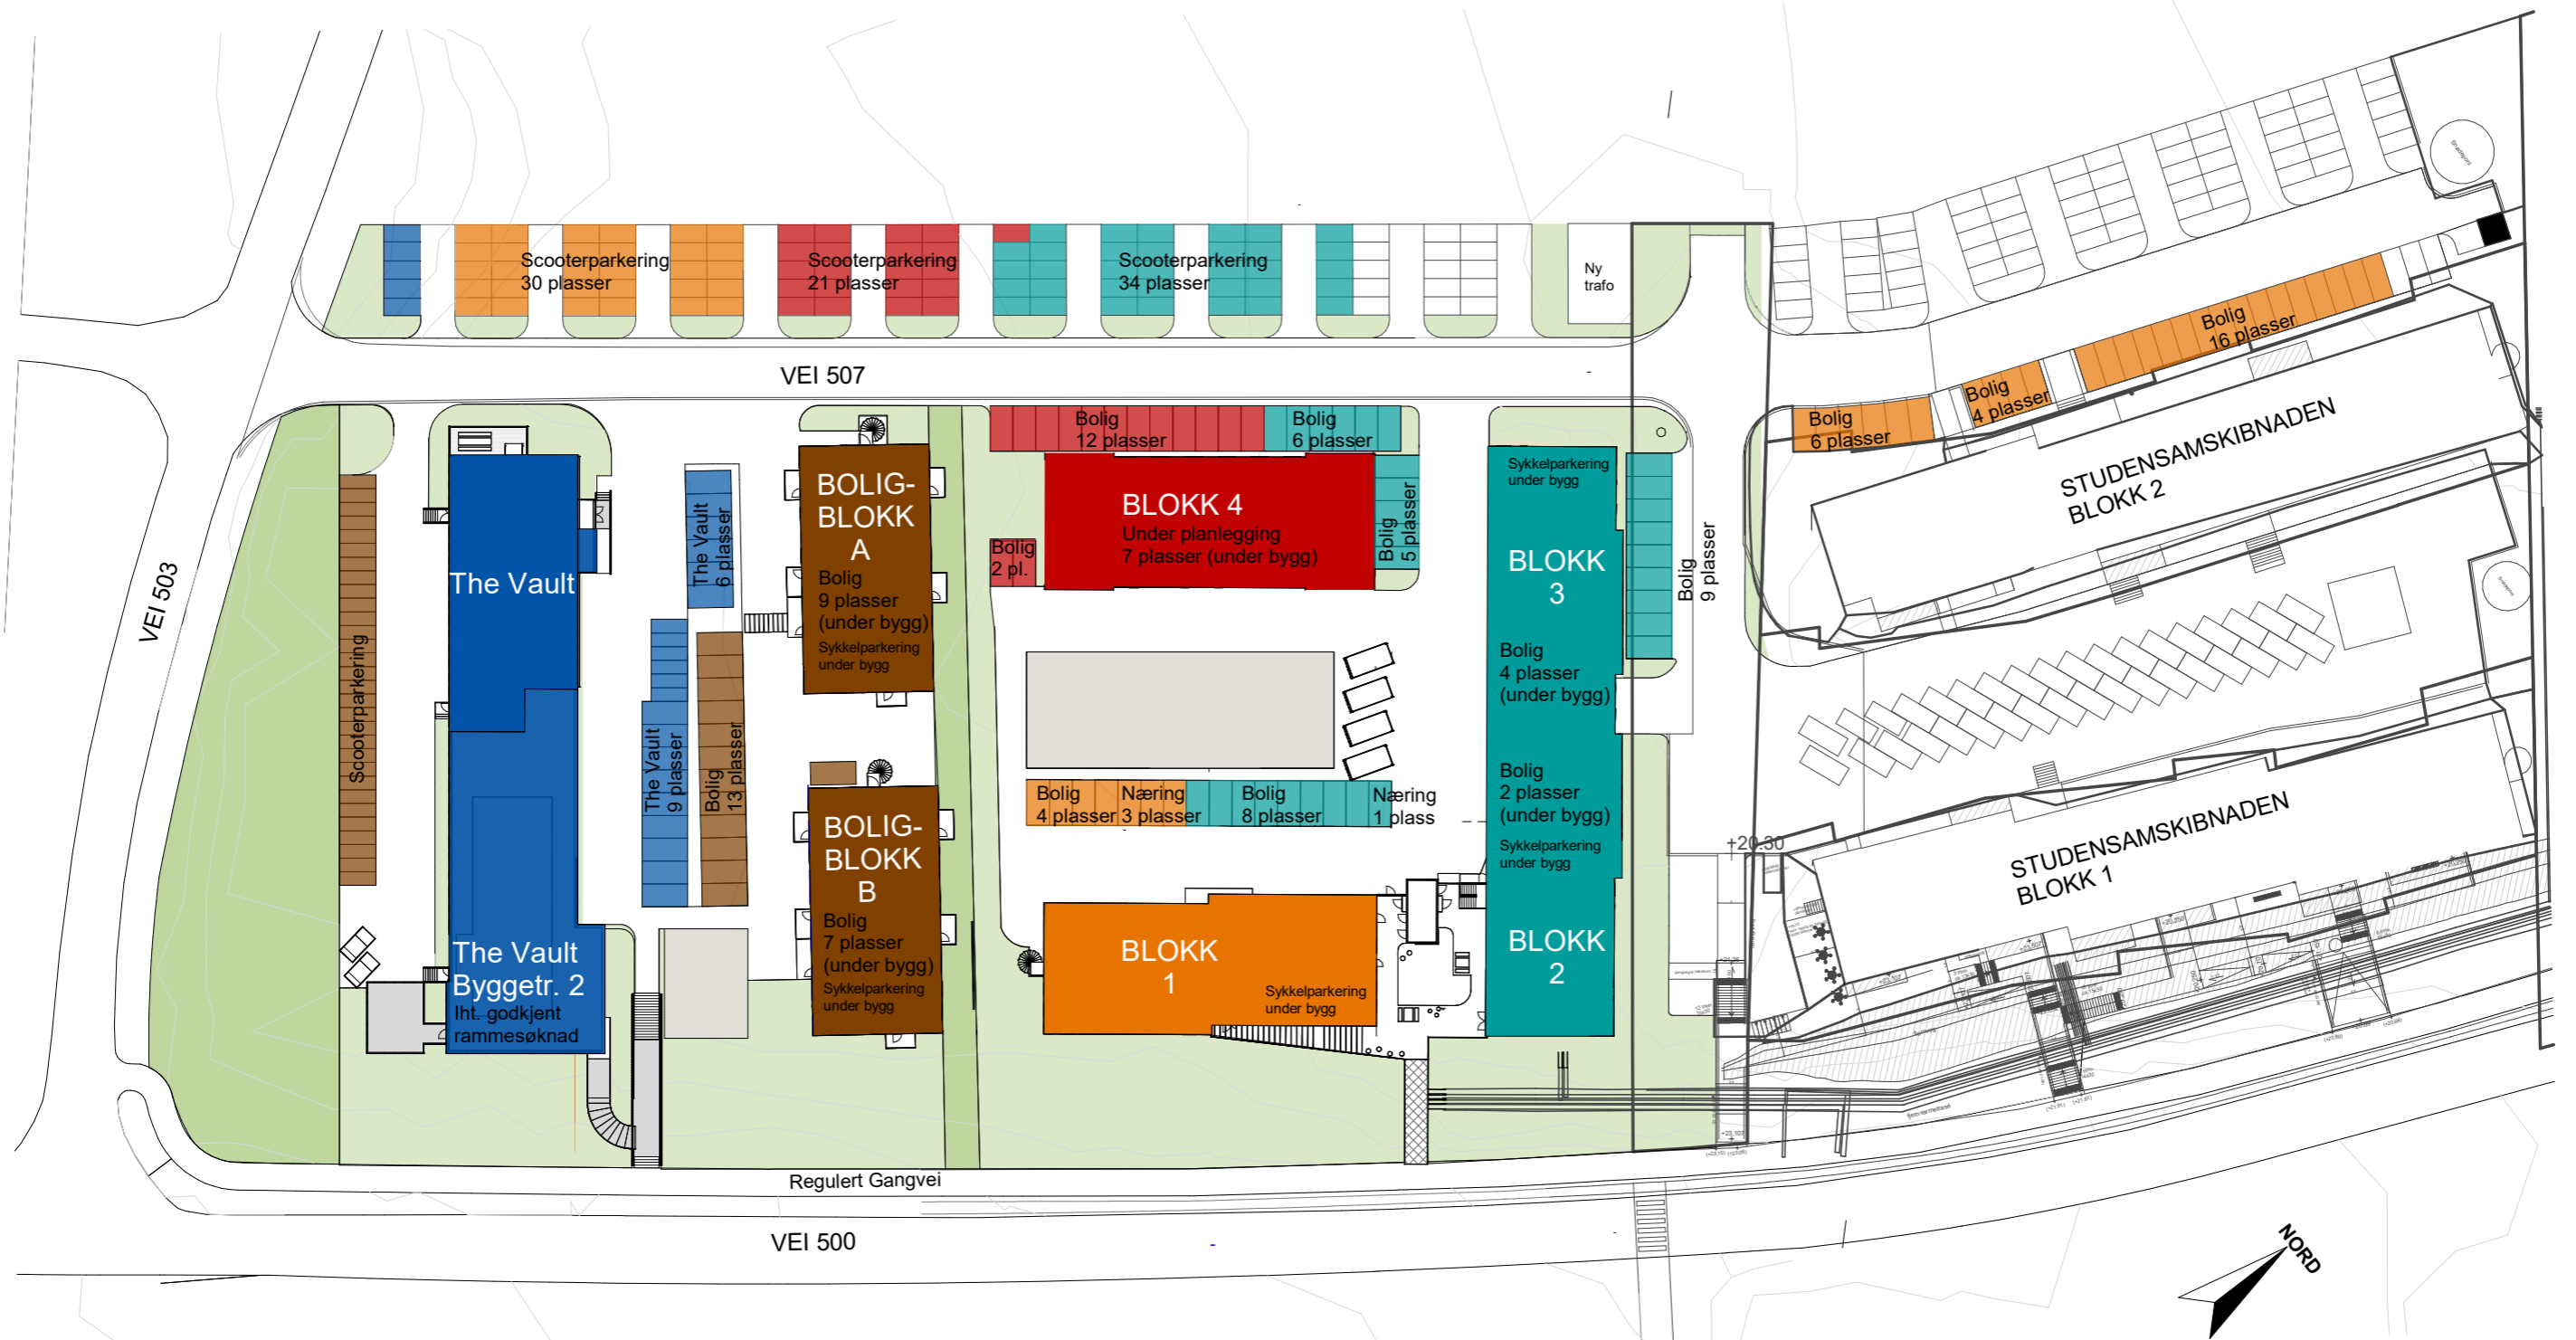 Scooterparkering
30 plasser
Scooterparkering
21 plasser
Scooterparkering
34 plasser
Ny
trafo
VEI 507
VEI 503
Scooterparkering
The Vault
The Vault
Byggetr. 2
Iht. godkjent
rammesøknad
The Vault
6 plasser
The Vault
9 plasser
Bolig
13 plasser
BOLIG-
BLOKK
A
Bolig
9 plasser
(under bygg)
Sykkelparkering
under bygg
BOLIG-
BLOKK
B
Bolig
7 plasser
(under bygg)
Sykkelparkering
under bygg
Bolig
12 plasser
Bolig
6 plasser
BLOKK 4
Under planlegging
7 plasser (under bygg)
Bolig
2 pl.
Bolig
5 plasser
Bolig
4 plasser
Næring
3 plasser
Bolig
8 plasser
Næring
1 plass
BLOKK
1
Sykkelparkering
under bygg
Sykkelparkering
under bygg
BLOKK
3
Bolig
4 plasser
(under bygg)
Bolig
2 plasser
(under bygg)
Sykkelparkering
under bygg
BLOKK
2
Bolig
9 plasser
Bolig
6 plasser
Bolig
4 plasser
Bolig
16 plasser
STUDENSAMSKIBNADEN
BLOKK 2
STUDENSAMSKIBNADEN
BLOKK 1
+20.30
+23,107
Regulert Gangvei
VEI 500
NORD